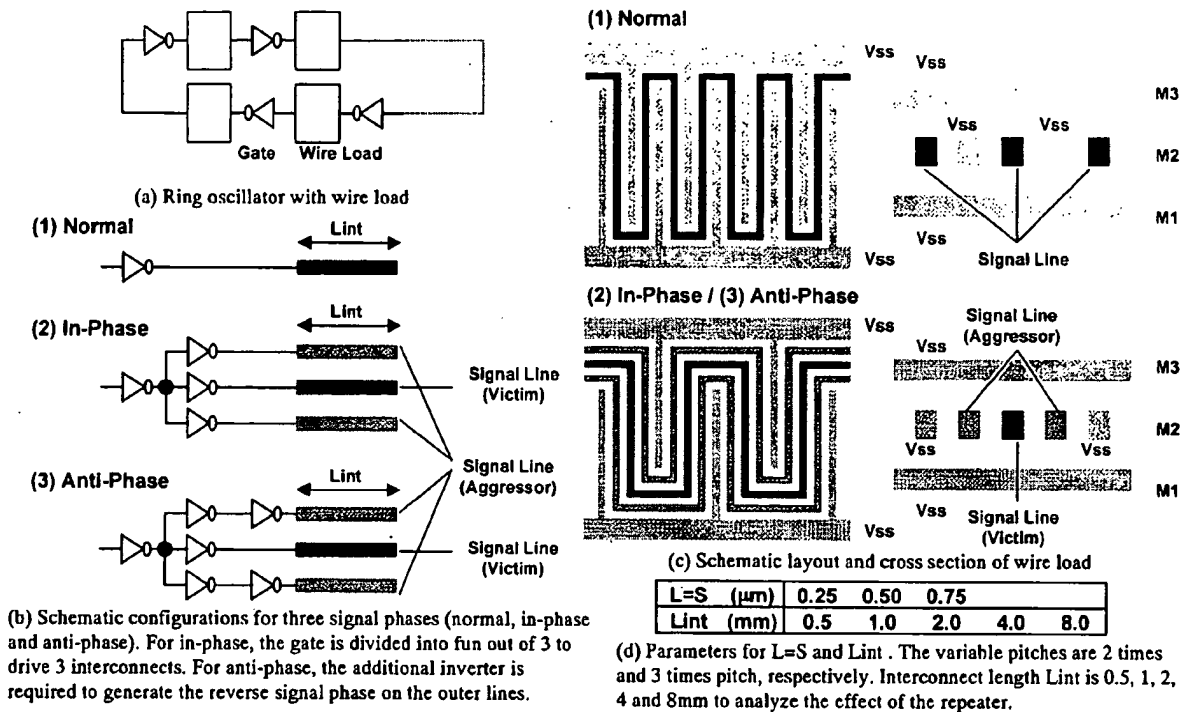 Gate Wire Load
(a) Ring oscillator with wire load
(1) Normal
Lint
(2) In-Phase
Lint
Signal Line
(Victim)
Signal Line
(Aggressor)
(3) Anti-Phase
Lint
Signal Line
(Victim)
(b) Schematic configurations for three signal phases (normal, in-phase
and anti-phase). For in-phase, the gate is divided into fun out of 3 to
drive 3 interconnects. For anti-phase, the additional inverter is
required to generate the reverse signal phase on the outer lines.
(1) Normal
Vss
Vss
M3
Vss
Vss
M2
M1
Vss
Vss
Signal Line
(2) In-Phase / (3) Anti-Phase
Signal Line
(Aggressor)
Vss
Vss
M3
M2
Vss
Vss
M1
Vss
Vss
Signal Line
(Victim)
(c) Schematic layout and cross section of wire load
L=S (μm) 0.25 0.50 0.75
Lint (mm) 0.5 1.0 2.0 4.0 8.0
(d) Parameters for L=S and Lint . The variable pitches are 2 times
and 3 times pitch, respectively. Interconnect length Lint is 0.5, 1, 2,
4 and 8mm to analyze the effect of the repeater.